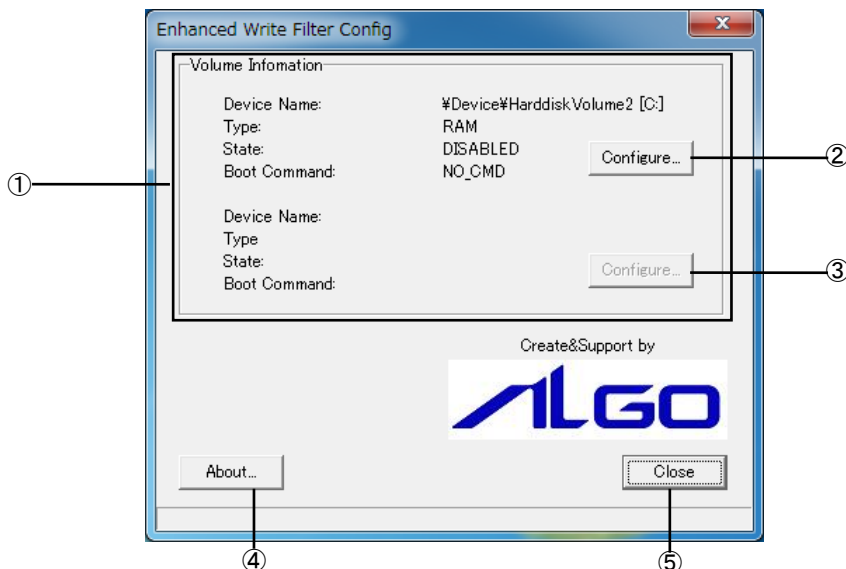 Enhanced Write Filter Config
Volume Infomation
Device Name: ¥Device¥HarddiskVolume2 [C:]
Type: RAM
State: DISABLED
Boot Command: NO_CMD
Configure...
②
①
Device Name:
Type
State:
Boot Command:
Configure...
③
Create&Support by
ALGO
About...
Close
④
⑤